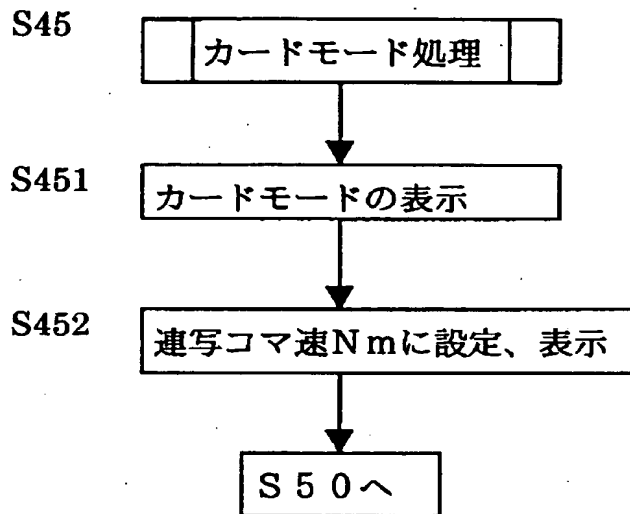 S45
カードモード処理
S451
カードモードの表示
S452
連写コマ速Nmに設定、表示
S50へ